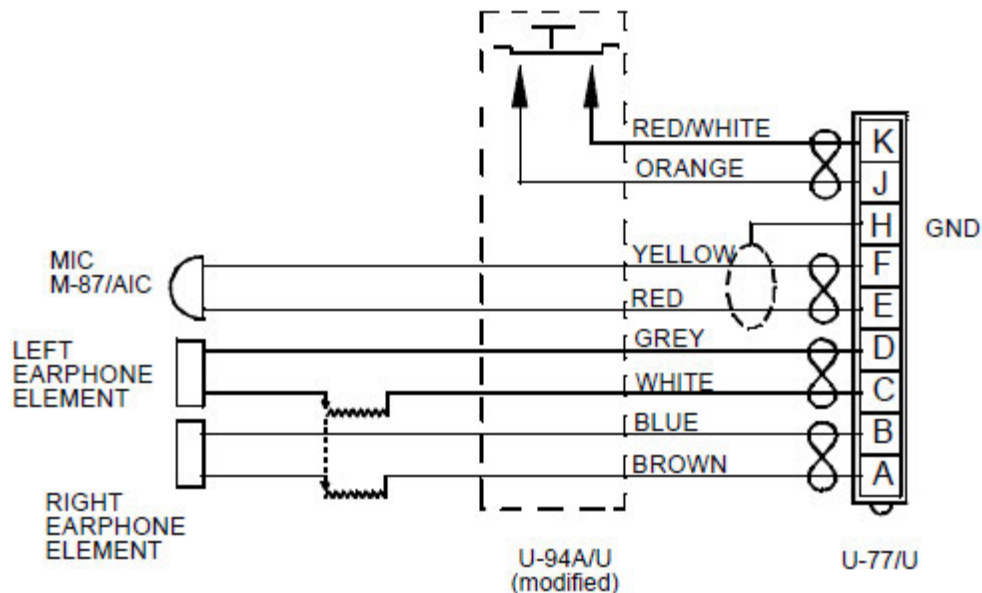 RED/WHITE
K
ORANGE
J
H
GND
MIC
M-87/AIC
YELLOW
F
RED
E
LEFT
EARPHONE
ELEMENT
GREY
D
WHITE
C
BLUE
B
BROWN
A
RIGHT
EARPHONE
ELEMENT
U-94A/U
(modified)
U-77/U